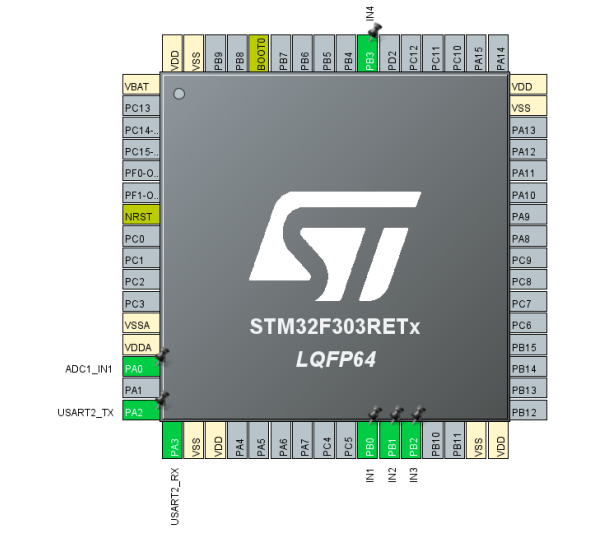 IN4
VDD
VSS
PB9
PB8
BOOT0
PB7
PB6
PB5
PB4
PB3
PD2
PC12
PC11
PC10
PA15
PA14
VBAT
PC13
PC14-..
PC15-..
PF0-O..
PF1-O..
NRST
PC0
PC1
PC2
PC3
VSSA
VDDA
ADC1_IN1 PA0
PA1
USART2_TX PA2
VDD
VSS
PA13
PA12
PA11
PA10
PA9
PA8
PC9
PC8
PC7
PC6
PB15
PB14
PB13
PB12
STM32F303RETx
LQFP64
PA3
VSS
VDD
PA4
PA5
PA6
PA7
PC4
PC5
PB0
PB1
PB2
PB10
PB11
VSS
VDD
USART2_RX
IN1
IN2
IN3